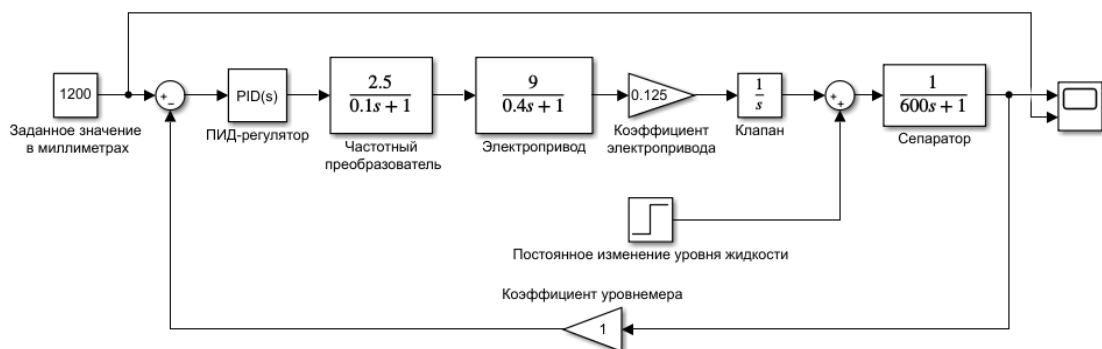 1200
Заданное значение
в миллиметрах
+
−
PID(s)
ПИД-регулятор
2.5
0.1s + 1
Частотный
преобразователь
9
0.4s + 1
Электропривод
0.125
Коэффициент
электропривода
1
s
Клапан
+
+
1
600s + 1
Сепаратор
Постоянное изменение уровня жидкости
Коэффициент уровнемера
1